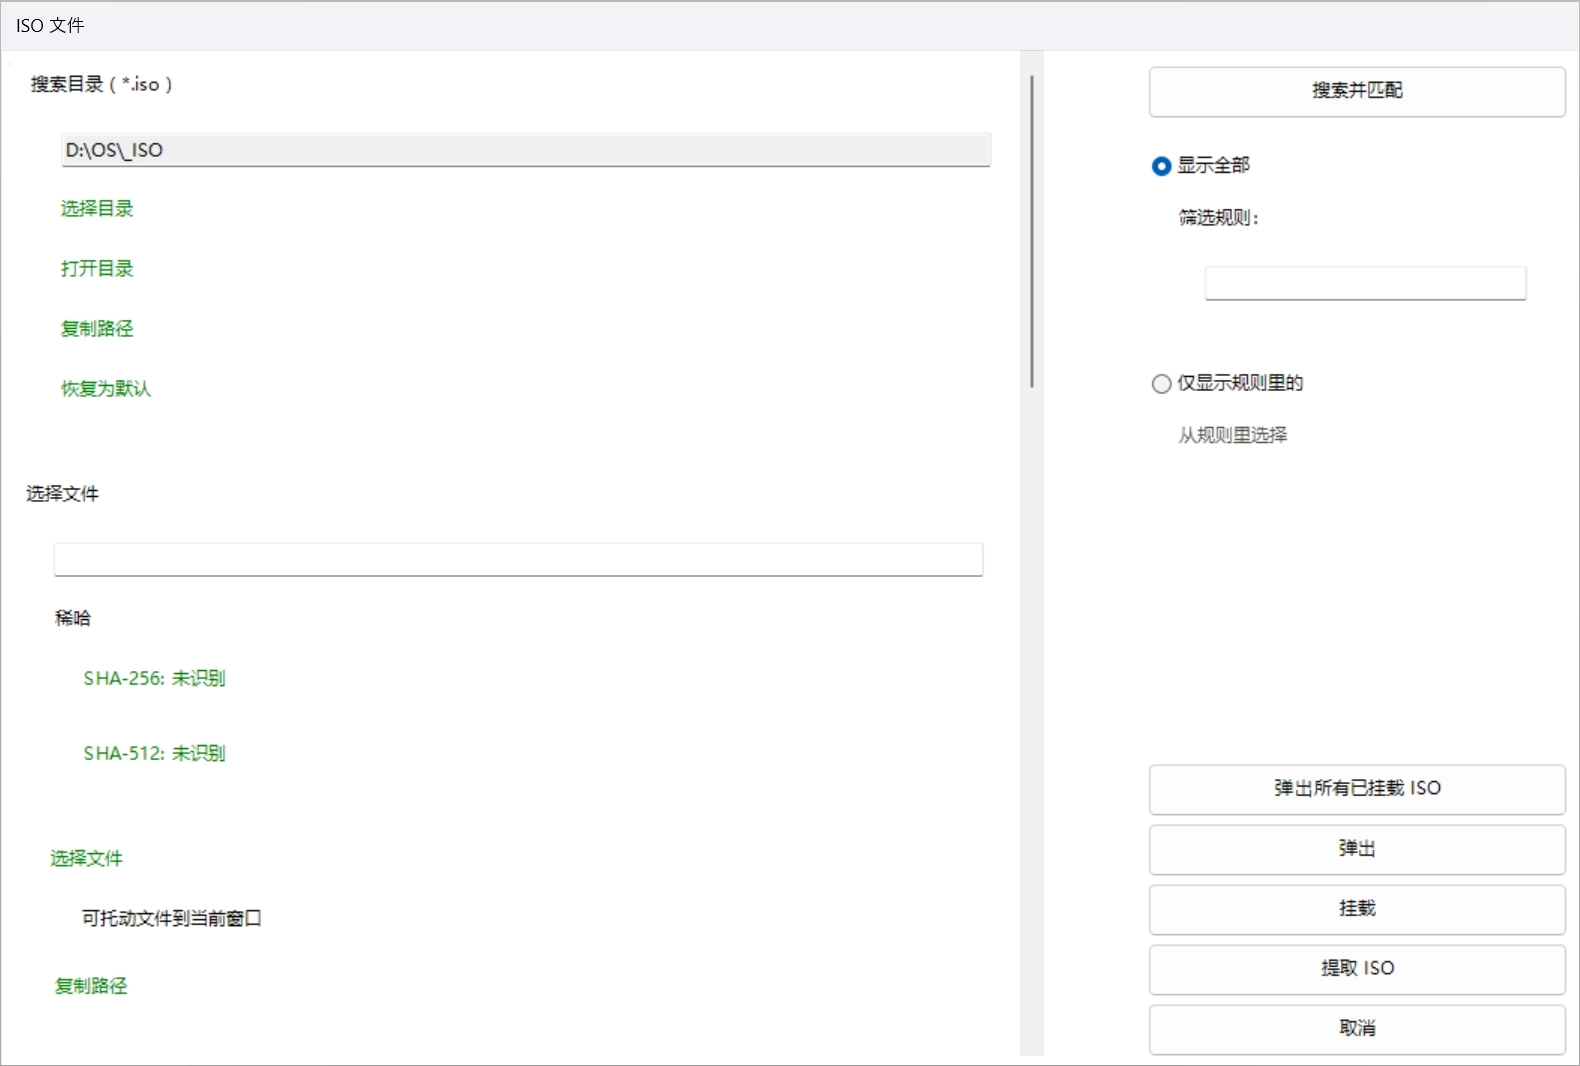 ISO 文件
搜索目录 ( *.iso )
D:\OS\_ISO
选择目录
打开目录
复制路径
恢复为默认
选择文件
稀哈
SHA-256: 未识别
SHA-512: 未识别
选择文件
可托动文件到当前窗口
复制路径
搜索并匹配
显示全部
筛选规则：
仅显示规则里的
从规则里选择
弹出所有已挂载 ISO
弹出
挂载
提取 ISO
取消